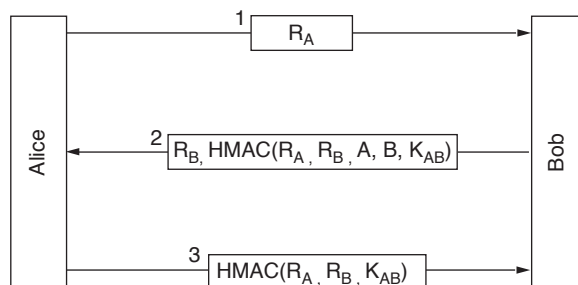 1
R_A
2
R_B, HMAC(R_A, R_B, A, B, K_AB)
3
HMAC(R_A, R_B, K_AB)
Alice
Bob